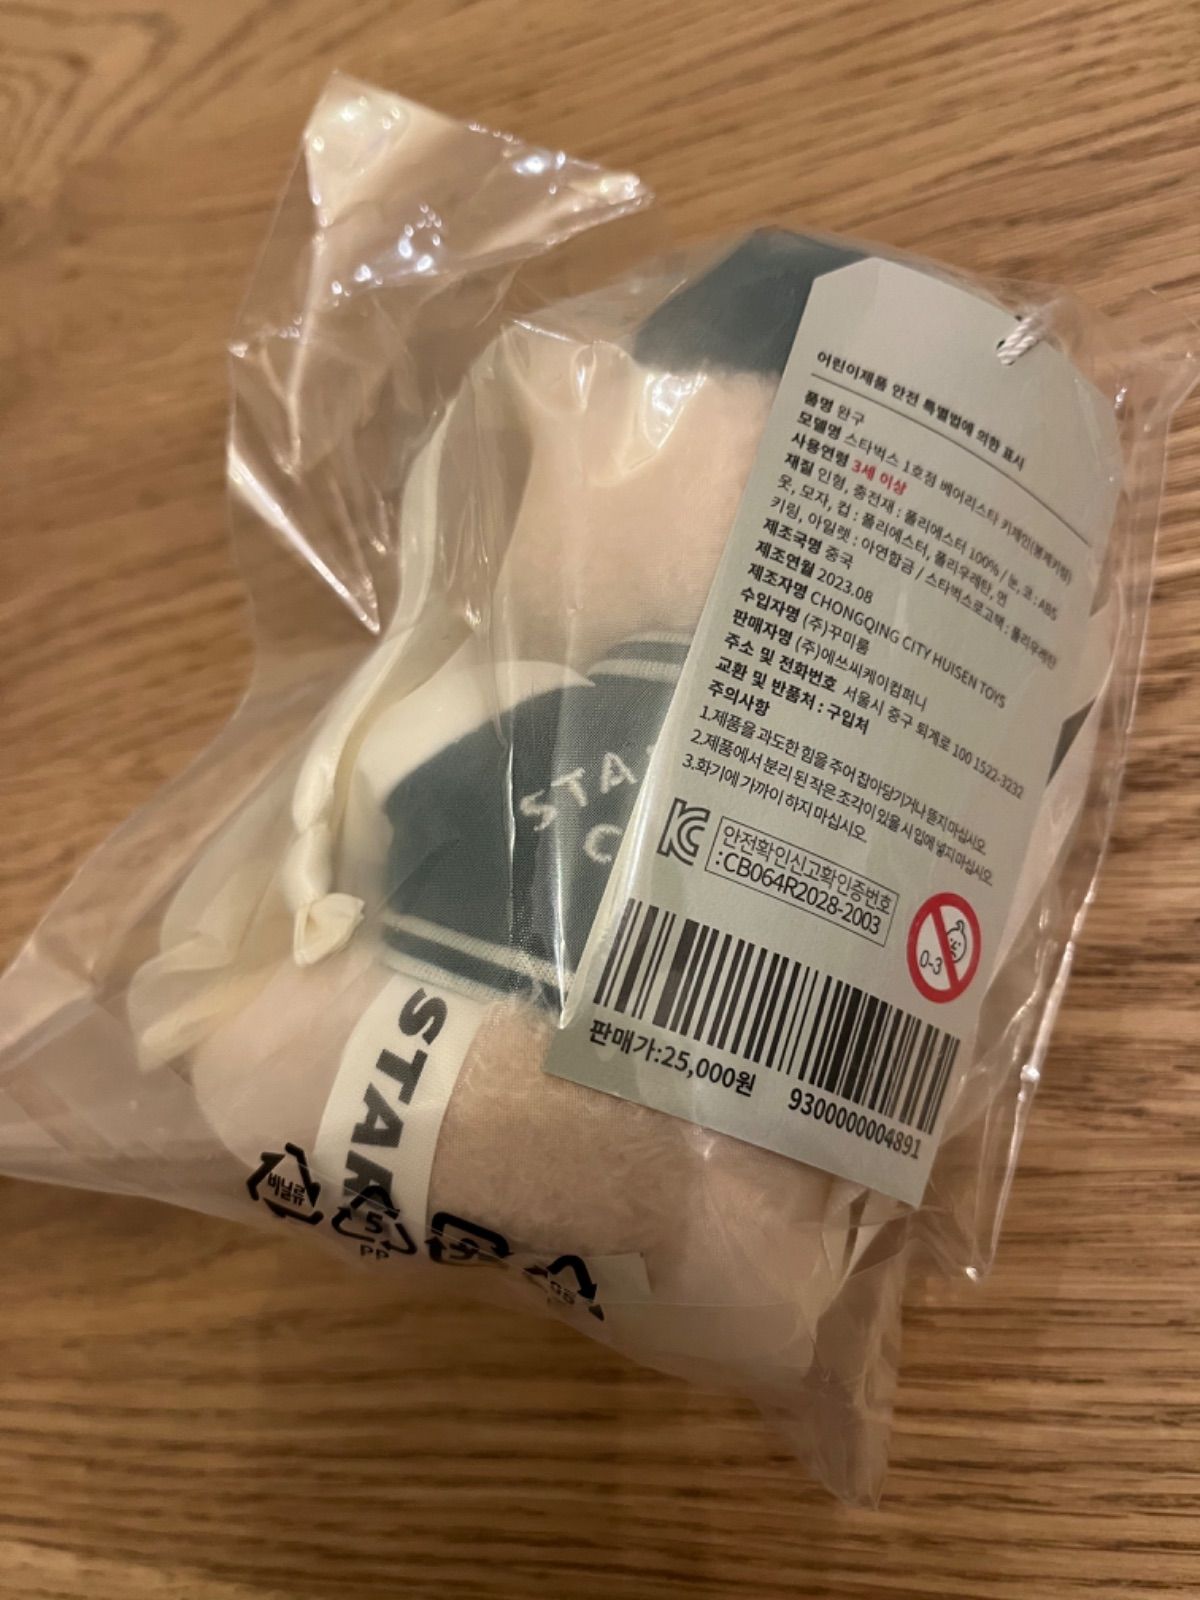 어린이제품 안전 특별법에 의한 표시
품명 완구
모델명 스타벅스 1호점 베어리스타 키체인(봉제키링)
사용연령 3세 이상
재질 인형, 충전재 : 폴리에스터 100% / 눈, 코 : ABS
옷, 모자, 컵 : 폴리에스터, 폴리우레탄, 면
키링, 아일렛 : 아연합금 / 스타벅스로고택 : 폴리우레탄
제조국명 중국
제조연월 2023.08
제조자명 CHONGQING CITY HUISEN TOYS
수입자명 (주)꾸미룸
판매자명 (주)에쓰씨케이컴퍼니
주소 및 전화번호 서울시 중구 퇴계로 100 1522-3232
교환 및 반품처 : 구입처
주의사항
1.제품을 과도한 힘을 주어 잡아당기거나 뜯지 마십시오.
2.제품에서 분리 된 작은 조각이 있을 시 입에 넣지 마십시오.
3.화기에 가까이 하지 마십시오.
안전확인신고확인증번호
:CB064R2028-2003
0-3
판매가:25,000원
9300000004891
STA
C
STAR
비닐류
5
PP